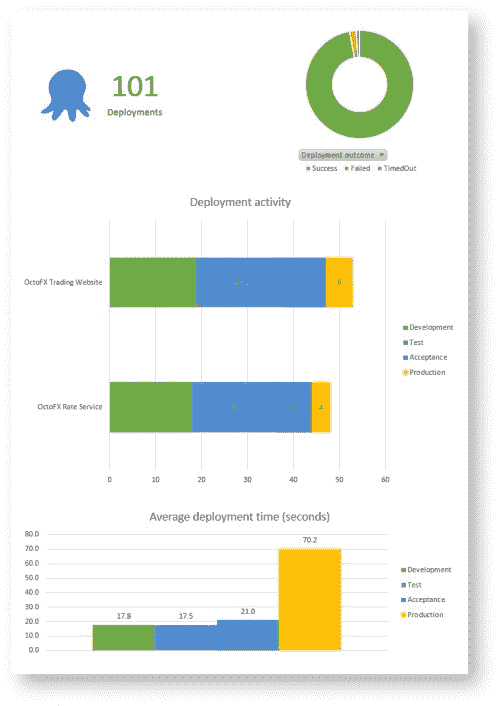 101
Deployments
Deployment outcome
Success Failed TimedOut
Deployment activity
OctoFX Trading Website
6
Development
Test
Acceptance
Production
OctoFX Rate Service
4
0 10 20 30 40 50 60
Average deployment time (seconds)
80.0
70.0
60.0
50.0
40.0
30.0
20.0
10.0
0.0
17.8 17.5 21.0 70.2
Development
Test
Acceptance
Production